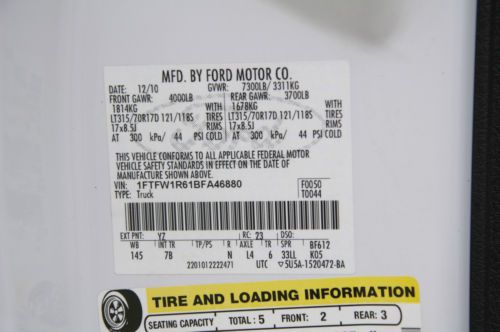 MFD. BY FORD MOTOR CO.
DATE: 12/10 GVWR: 7300LB/ 3311KG
FRONT GAWR: 4000LB REAR GAWR: 3700LB
1814KG WITH 1678KG WITH
LT315/70R17D 121/118S TIRES LT315/70R17D 121/118S TIRES
17x8.5J RIMS 17x8.5J RIMS
AT 300 kPa/ 44 PSI COLD AT 300 kPa/ 44 PSI COLD
THIS VEHICLE CONFORMS TO ALL APPLICABLE FEDERAL MOTOR
VEHICLE SAFETY STANDARDS IN EFFECT ON THE DATE OF
MANUFACTURE SHOWN ABOVE.
VIN: 1FTFW1R61BFA46880 F0050
TYPE: Truck T0044
EXT PNT: YZ RC: 23 DSO:
WB INT TR TP/PS R AXLE TR SPR BF612
145 7B N L4 6 33LL K05
2201012222471 UTC 5U5A-1520472-BA
TIRE AND LOADING INFORMATION
SEATING CAPACITY TOTAL: 5 FRONT: 2 REAR: 3